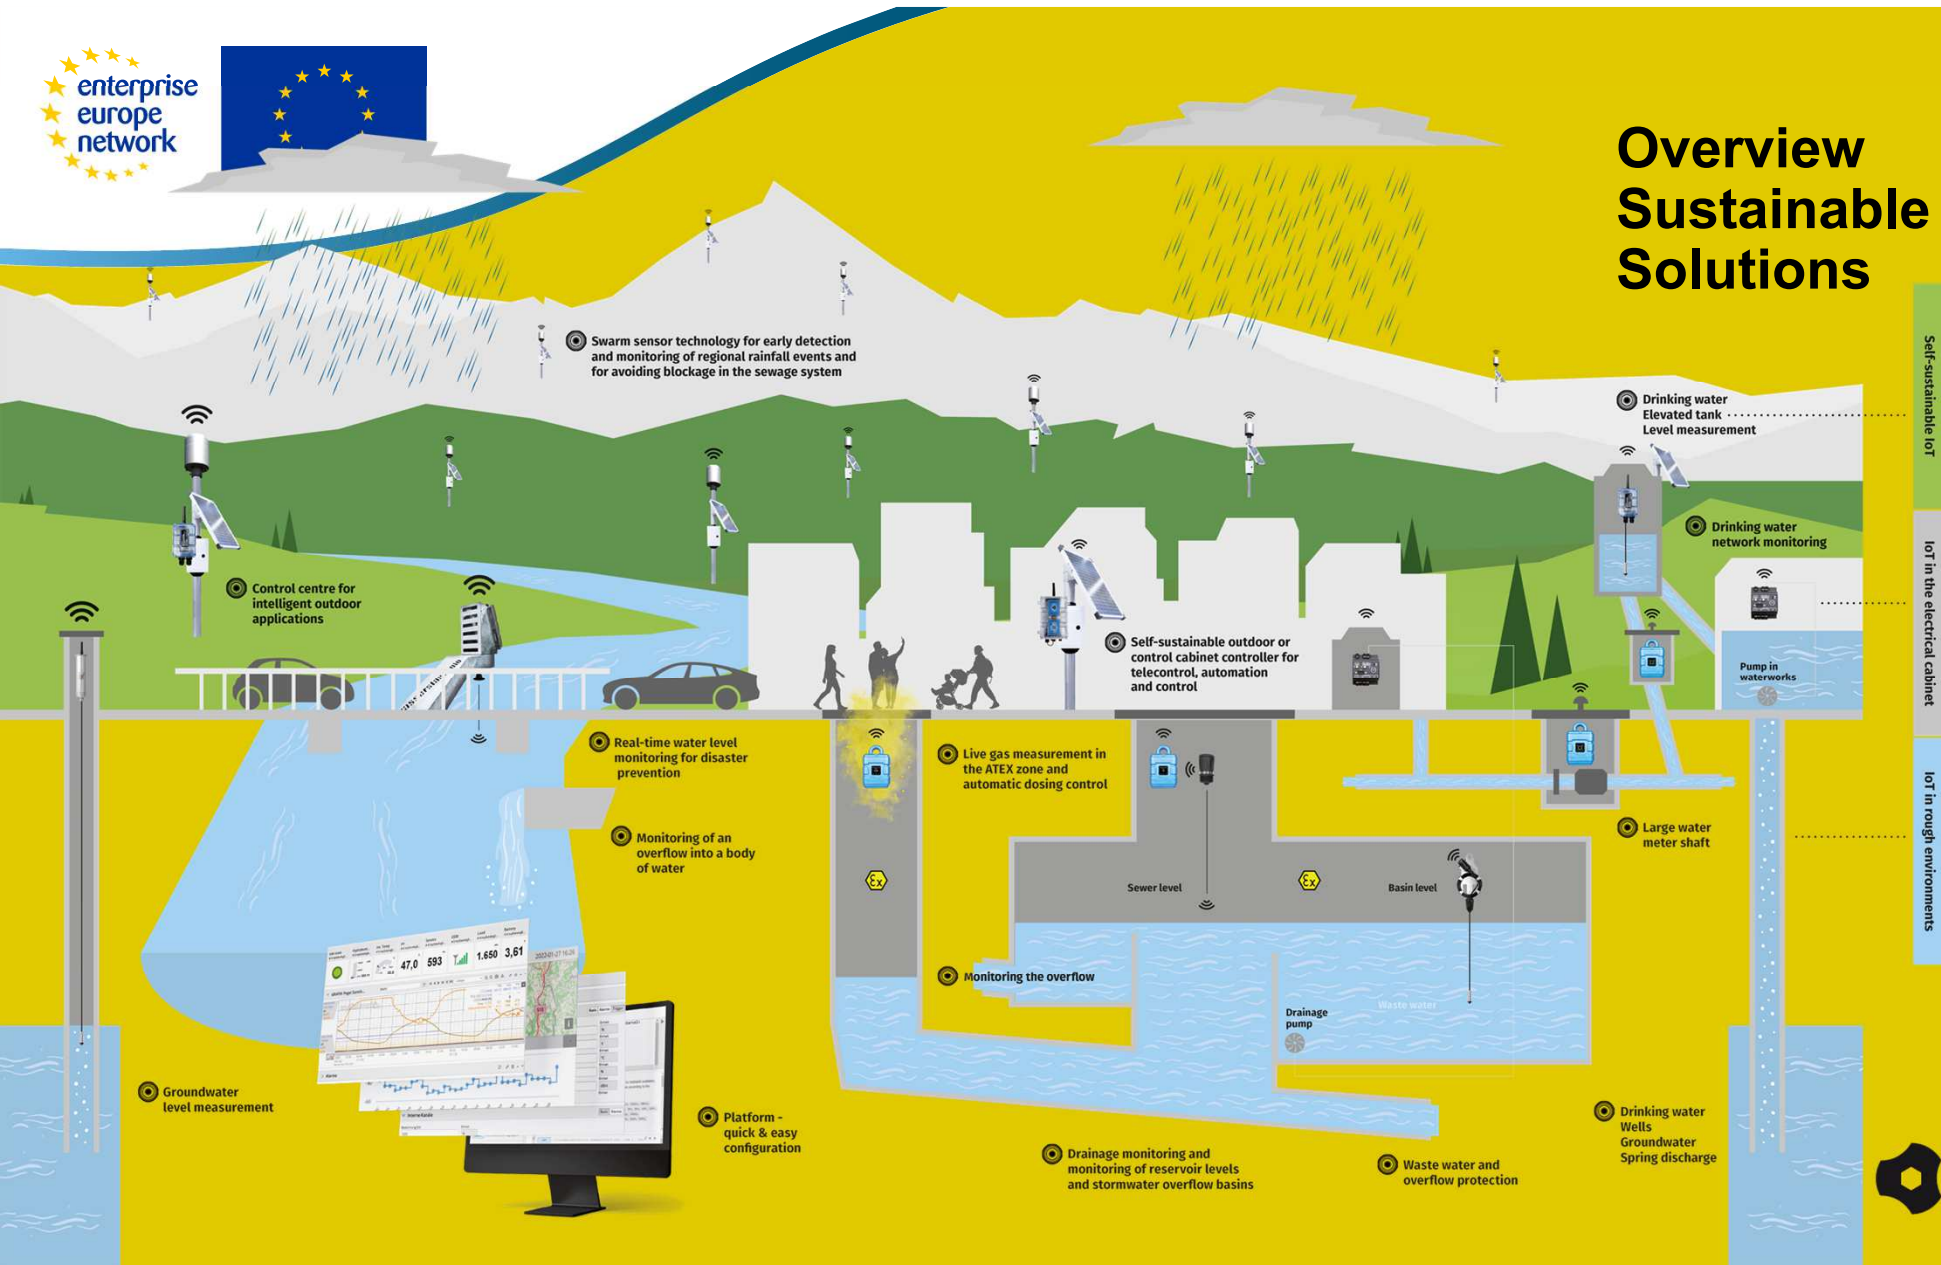 enterprise
europe
network
Overview
Sustainable
Solutions
Swarm sensor technology for early detection
and monitoring of regional rainfall events and
for avoiding blockage in the sewage system
Drinking water
Elevated tank
Level measurement
Self-sustainable IoT
Drinking water
network monitoring
Control centre for
intelligent outdoor
applications
IoT in the electrical cabinet
Self-sustainable outdoor or
control cabinet controller for
telecontrol, automation
and control
Pump in
waterworks
Real-time water level
monitoring for disaster
prevention
Live gas measurement in
the ATEX zone and
automatic dosing control
IoT in rough environments
Monitoring of an
overflow into a body
of water
Large water
meter shaft
Ex
Sewer level
Ex
Basin level
47,0
593
1.650
3,61
2022-01-27 16:26
Monitoring the overflow
Waste water
Drainage
pump
Groundwater
level measurement
Platform -
quick & easy
configuration
Drinking water
Wells
Groundwater
Spring discharge
Drainage monitoring and
monitoring of reservoir levels
and stormwater overflow basins
Waste water and
overflow protection